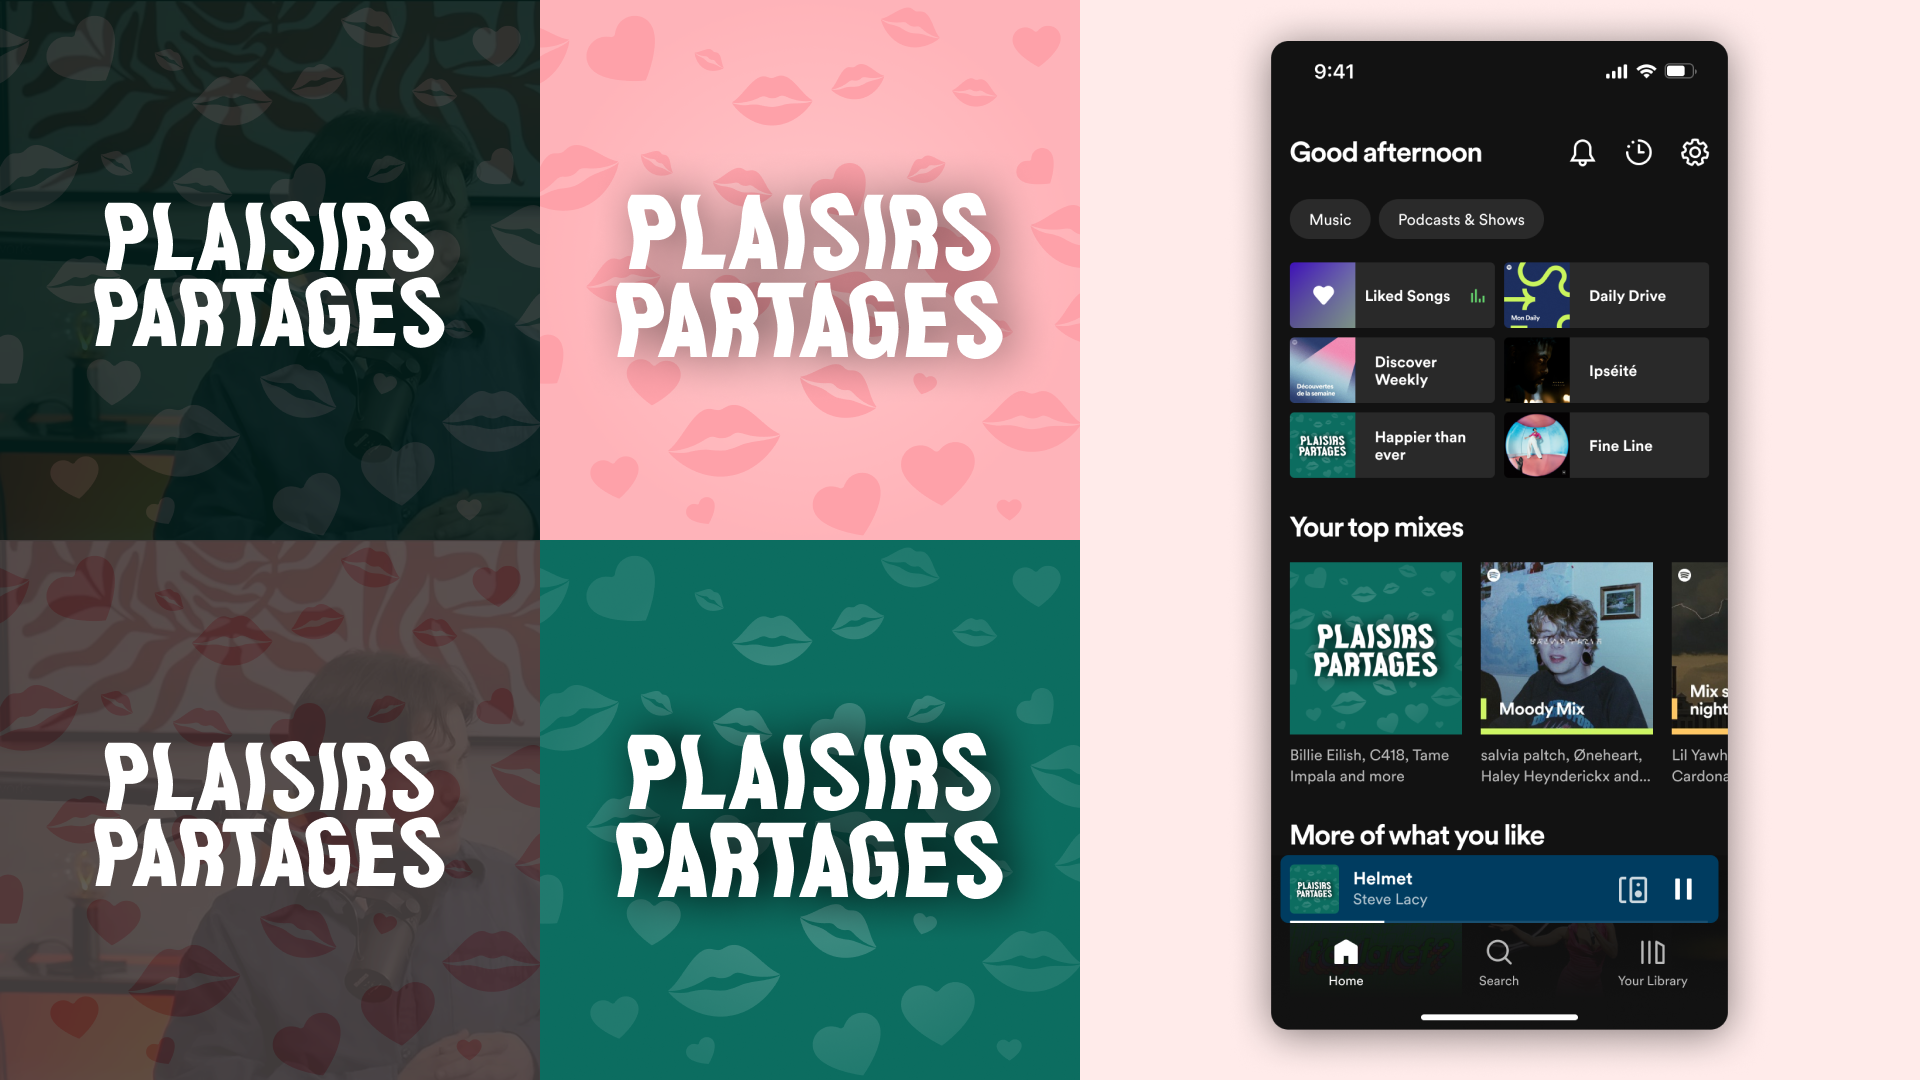 PLAISIRS
PARTAGES
PLAISIRS
PARTAGES
PLAISIRS
PARTAGES
PLAISIRS
PARTAGES
9:41
Good afternoon
Music
Podcasts & Shows
Liked Songs
Mon Daily
Daily Drive
Découvertes
de la semaine
Discover
Weekly
Ipséité
PLAISIRS
PARTAGES
Happier than
ever
Fine Line
Your top mixes
PLAISIRS
PARTAGES
Moody Mix
Mix s
night
Billie Eilish, C418, Tame
Impala and more
salvia paltch, Øneheart,
Haley Heynderickx and...
Lil Yawh
Cardona
More of what you like
PLAISIRS
PARTAGES
Helmet
Steve Lacy
Home
Search
Your Library